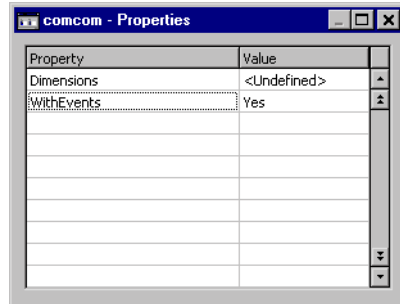 comcom - Properties
Property Value
Dimensions <Undefined>
WithEvents Yes